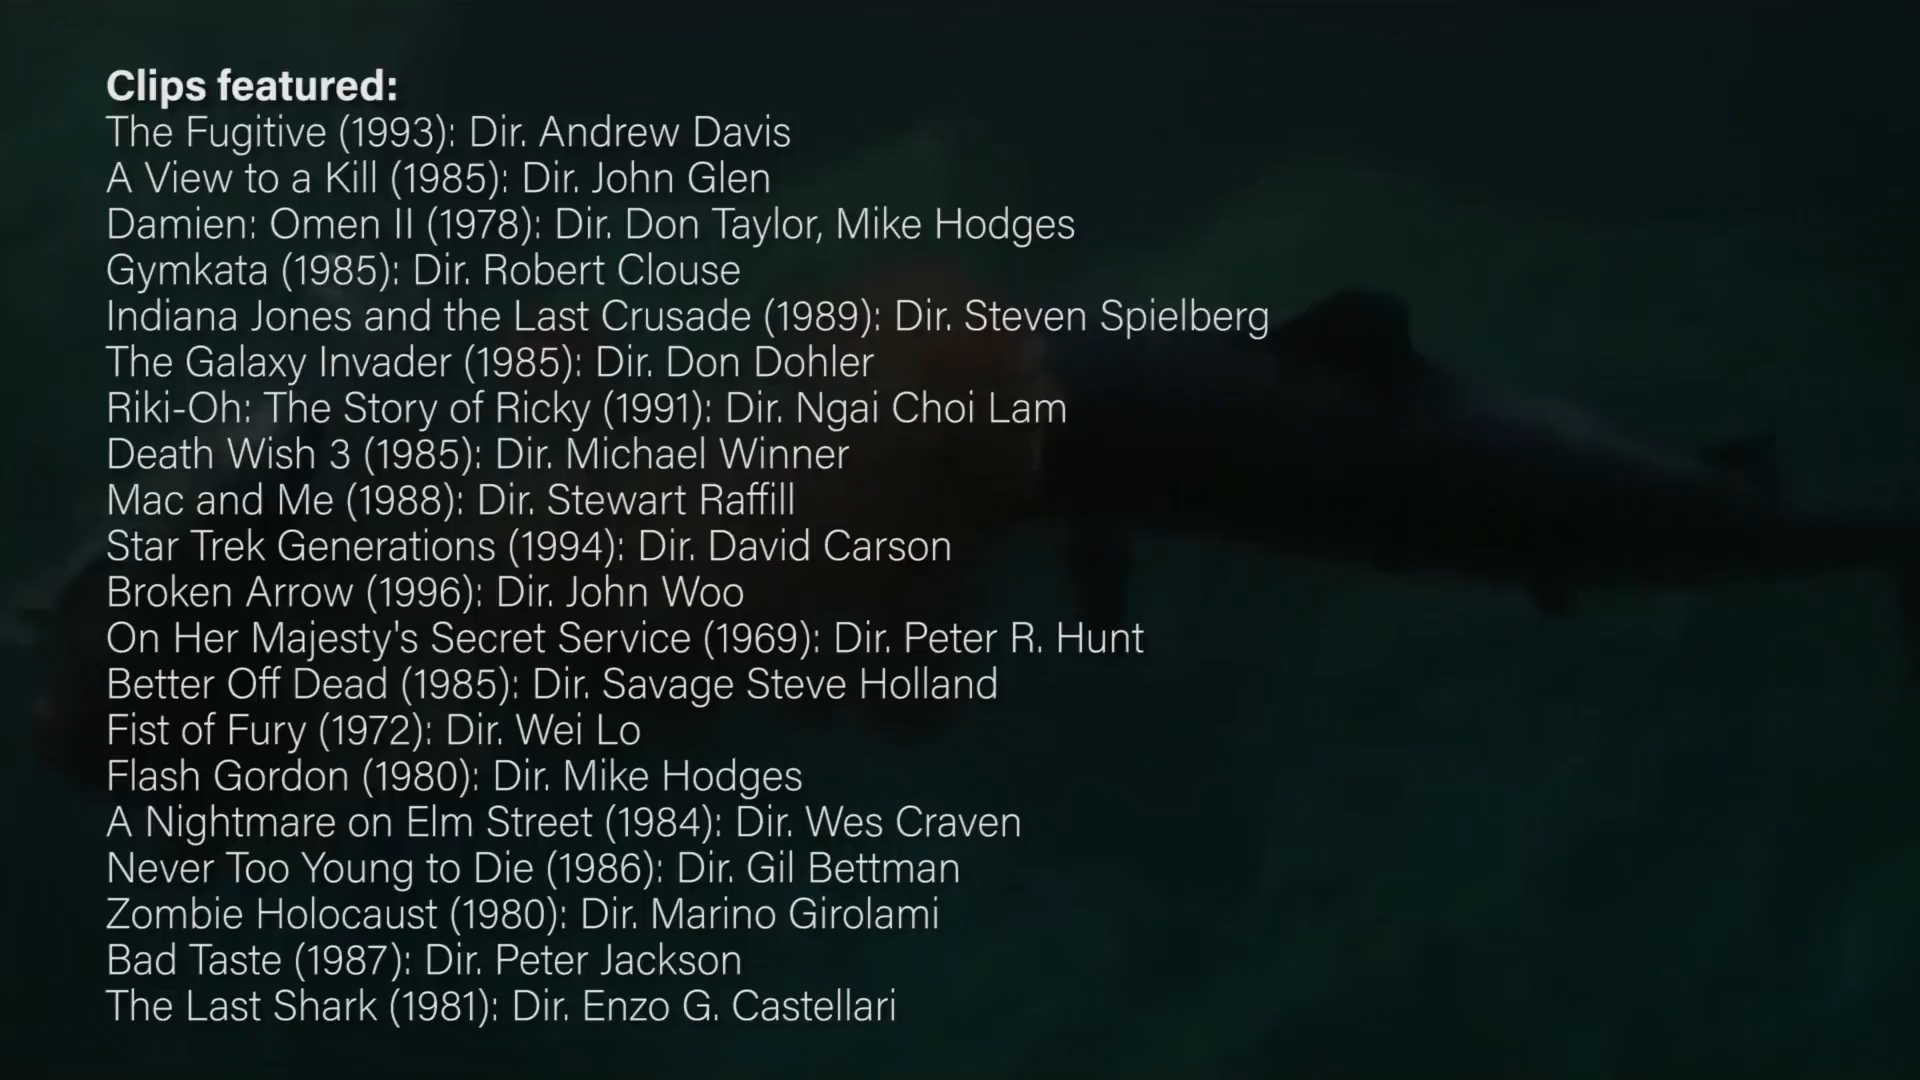 Clips featured:
The Fugitive (1993): Dir. Andrew Davis
A View to a Kill (1985): Dir. John Glen
Damien: Omen II (1978): Dir. Don Taylor, Mike Hodges
Gymkata (1985): Dir. Robert Clouse
Indiana Jones and the Last Crusade (1989): Dir. Steven Spielberg
The Galaxy Invader (1985): Dir. Don Dohler
Riki-Oh: The Story of Ricky (1991): Dir. Ngai Choi Lam
Death Wish 3 (1985): Dir. Michael Winner
Mac and Me (1988): Dir. Stewart Raffill
Star Trek Generations (1994): Dir. David Carson
Broken Arrow (1996): Dir. John Woo
On Her Majesty's Secret Service (1969): Dir. Peter R. Hunt
Better Off Dead (1985): Dir. Savage Steve Holland
Fist of Fury (1972): Dir. Wei Lo
Flash Gordon (1980): Dir. Mike Hodges
A Nightmare on Elm Street (1984): Dir. Wes Craven
Never Too Young to Die (1986): Dir. Gil Bettman
Zombie Holocaust (1980): Dir. Marino Girolami
Bad Taste (1987): Dir. Peter Jackson
The Last Shark (1981): Dir. Enzo G. Castellari